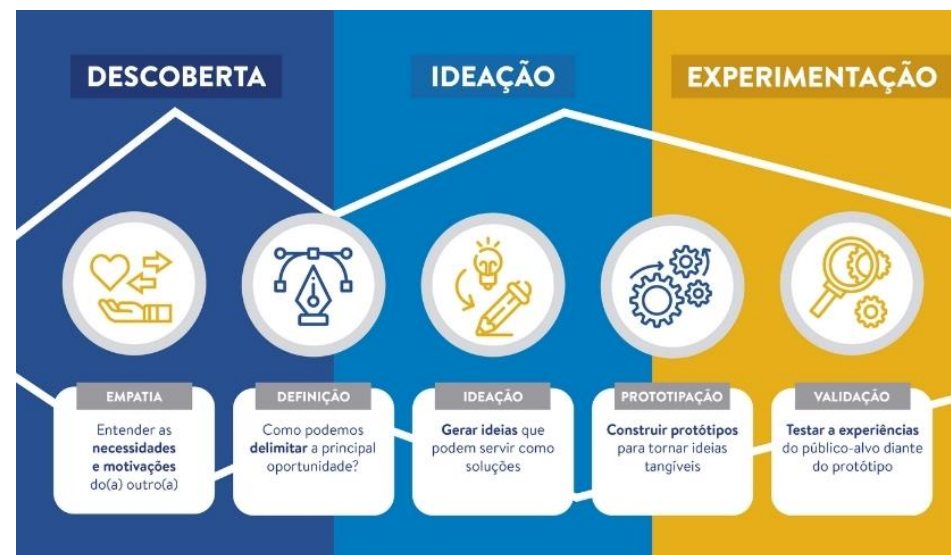 DESCOBERTA
IDEAÇÃO
EXPERIMENTAÇÃO
EMPATIA
Entender as
necessidades
e motivações
do(a) outro(a)
DEFINIÇÃO
Como podemos
delimitar a principal
oportunidade?
IDEAÇÃO
Gerar ideias que
podem servir como
soluções
PROTOTIPAÇÃO
Construir protótipos
para tornar ideias
tangíveis
VALIDAÇÃO
Testar a experiências
do público-alvo diante
do protótipo